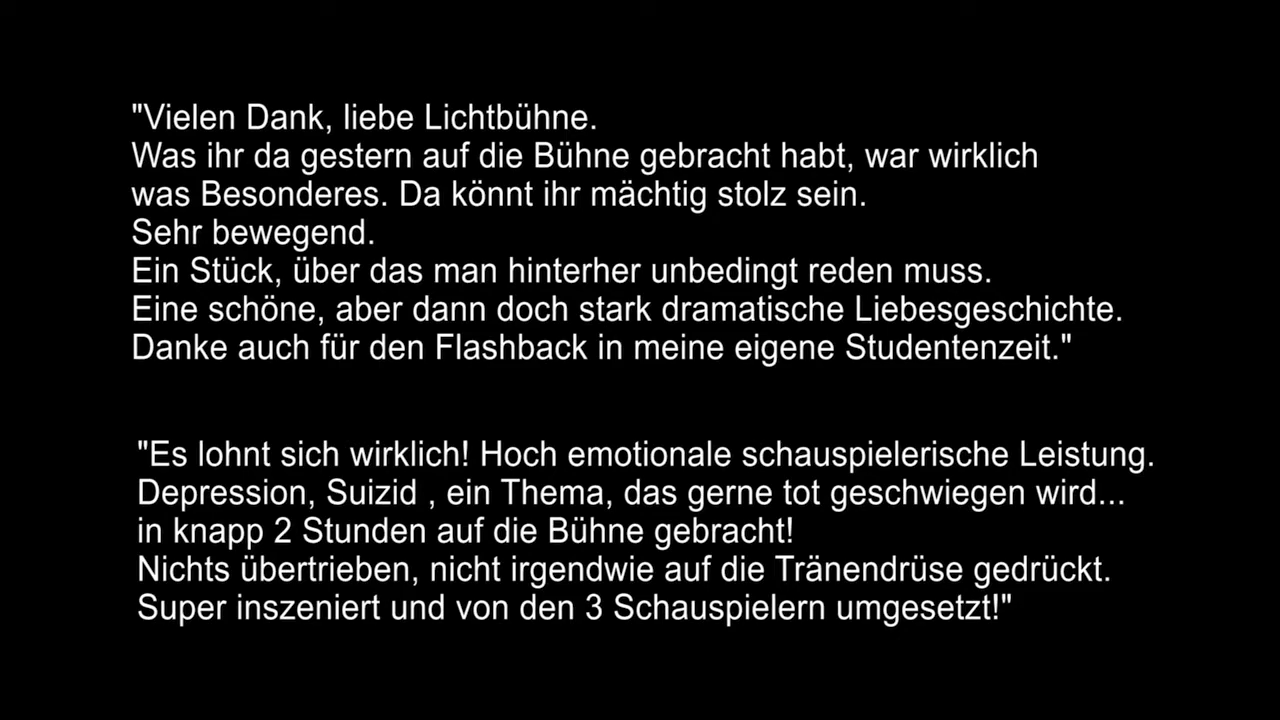 "Vielen Dank, liebe Lichtbühne.
Was ihr da gestern auf die Bühne gebracht habt, war wirklich
was Besonderes. Da könnt ihr mächtig stolz sein.
Sehr bewegend.
Ein Stück, über das man hinterher unbedingt reden muss.
Eine schöne, aber dann doch stark dramatische Liebesgeschichte.
Danke auch für den Flashback in meine eigene Studentenzeit."
"Es lohnt sich wirklich! Hoch emotionale schauspielerische Leistung.
Depression, Suizid , ein Thema, das gerne tot geschwiegen wird...
in knapp 2 Stunden auf die Bühne gebracht!
Nichts übertrieben, nicht irgendwie auf die Tränendrüse gedrückt.
Super inszeniert und von den 3 Schauspielern umgesetzt!"